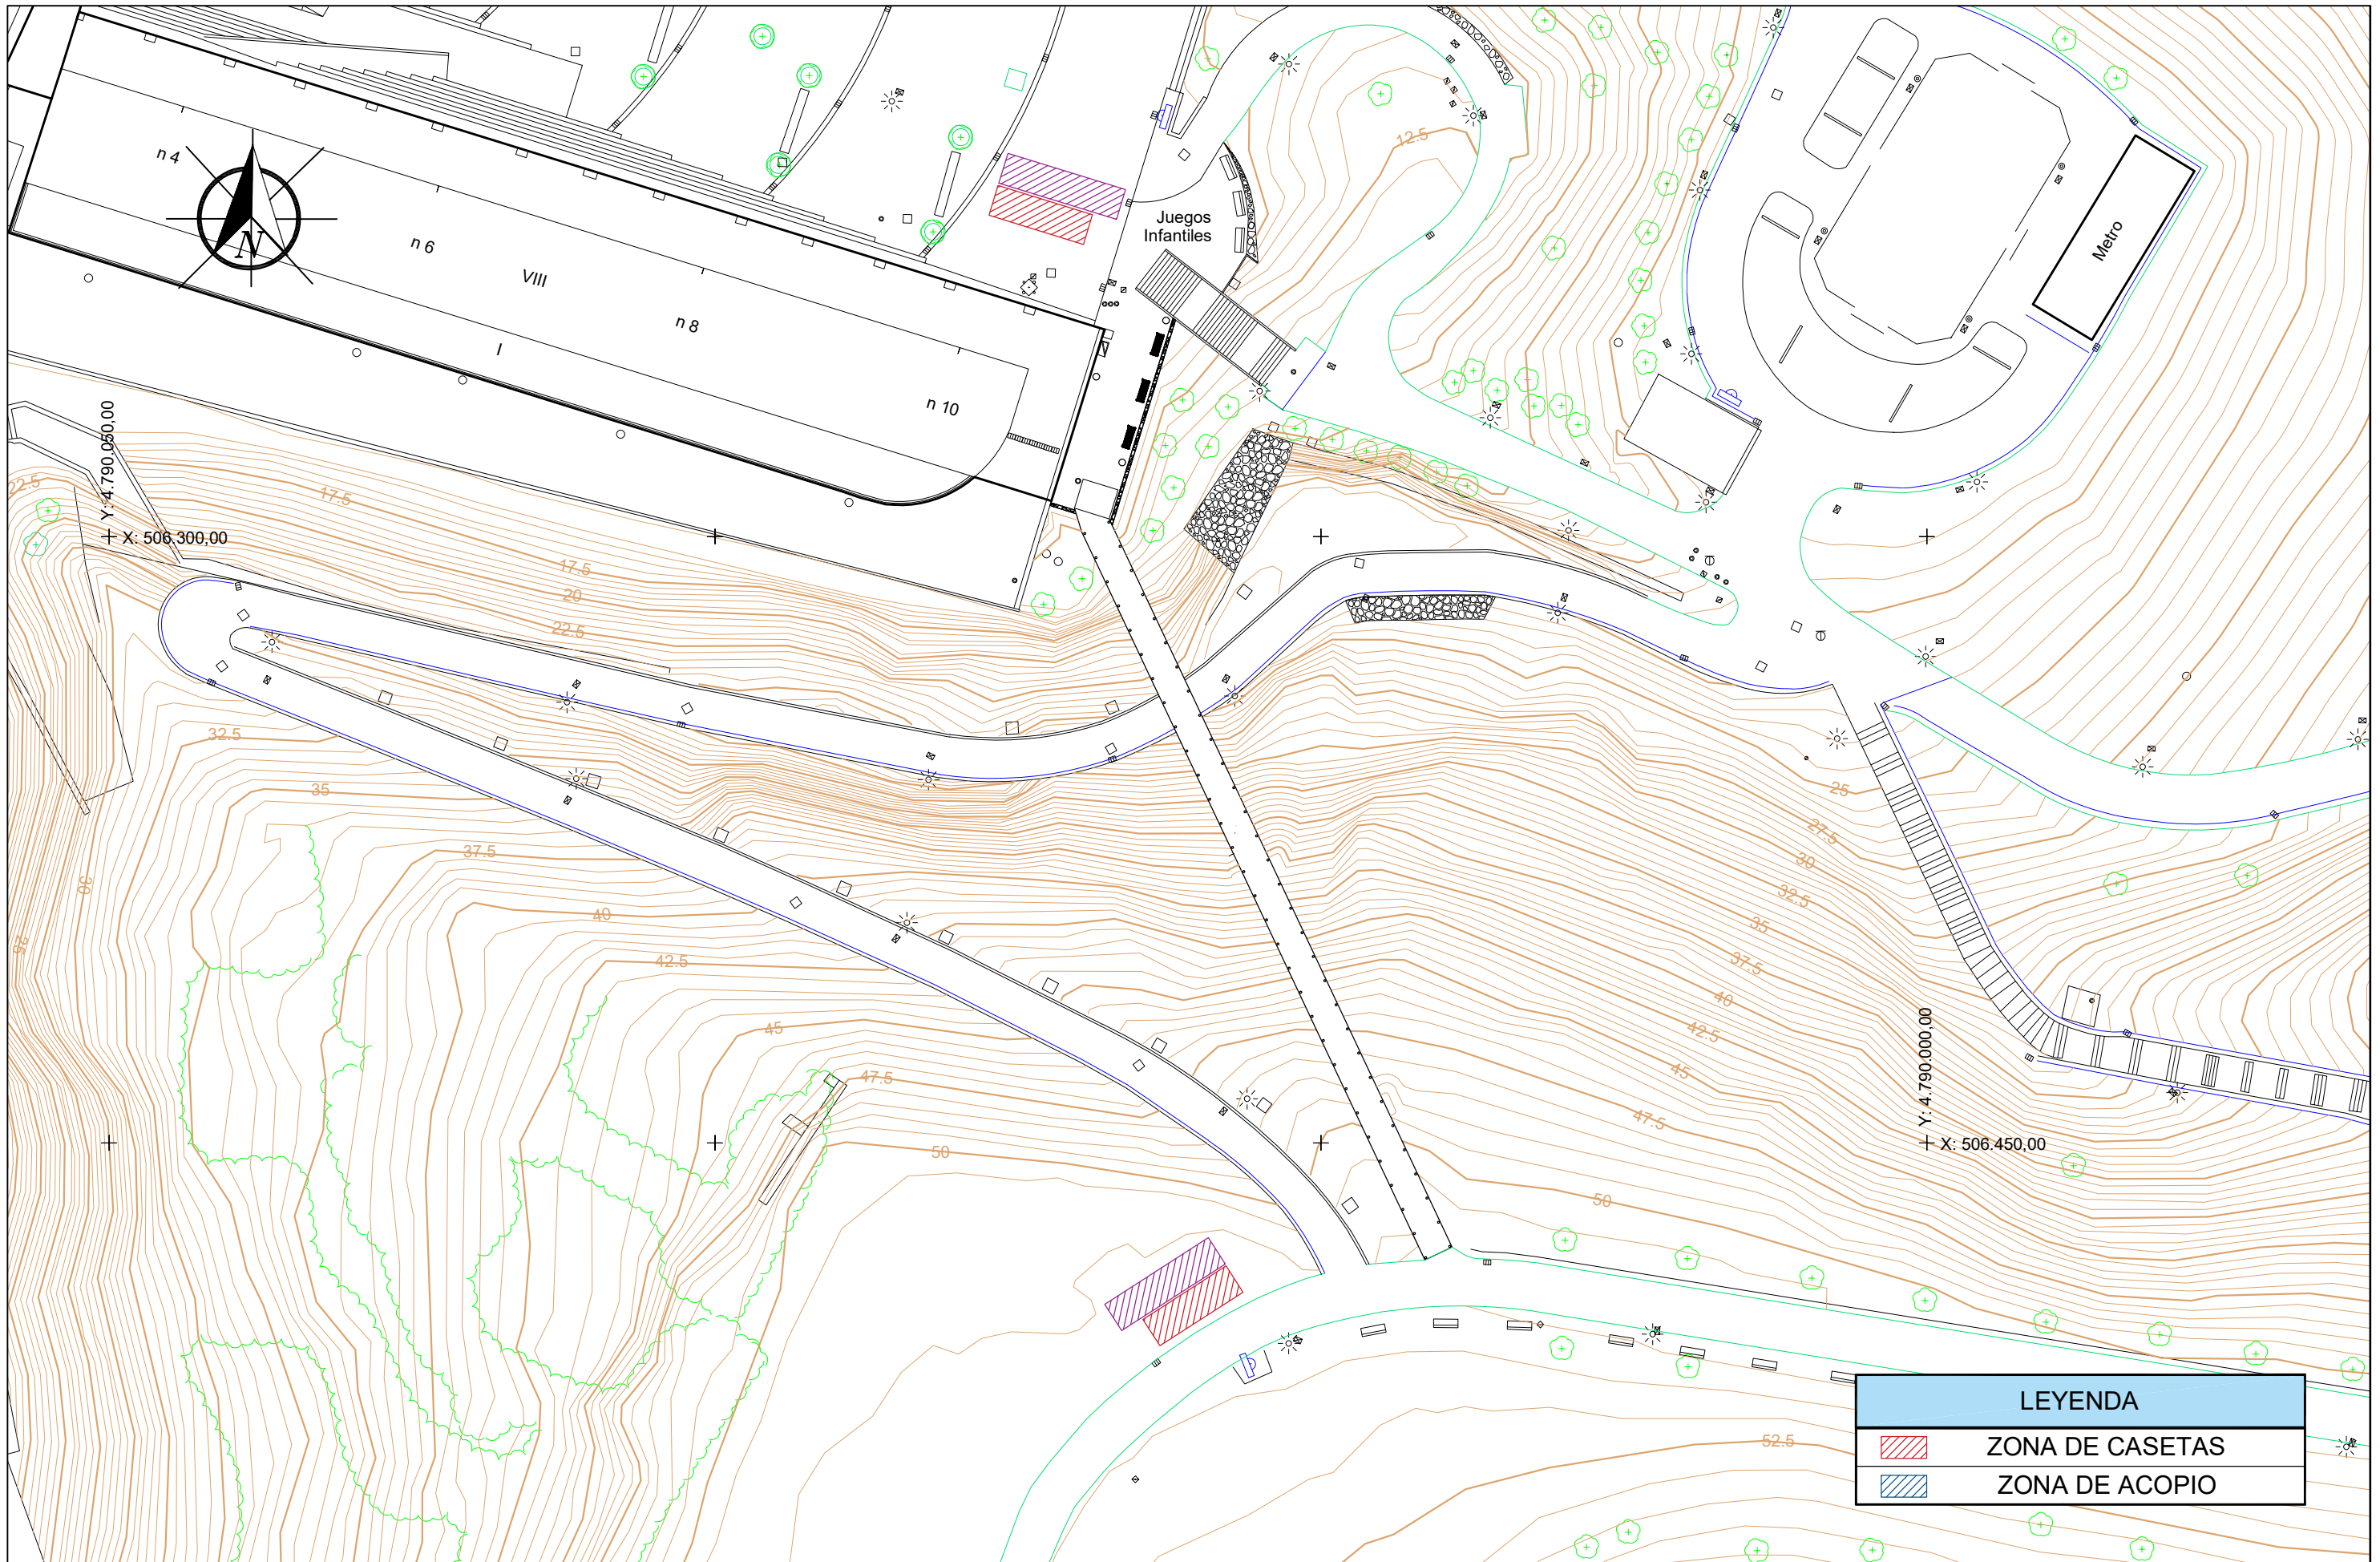 12.5
n 4
Juegos
Infantiles
n 6
N
VIII
Metro
n 8
I
n 10
Y: 4.790.050,00
X: 506.300,00
22.5
17.5
17.5
20
22.5
32.5
35
25
27.5
30
37.5
30
32.5
40
35
25
42.5
37.5
40
45
42.5
47.5
45
47.5
50
Y: 4.790.000,00
X: 506.450,00
50
52.5
LEYENDA
ZONA DE CASETAS
ZONA DE ACOPIO